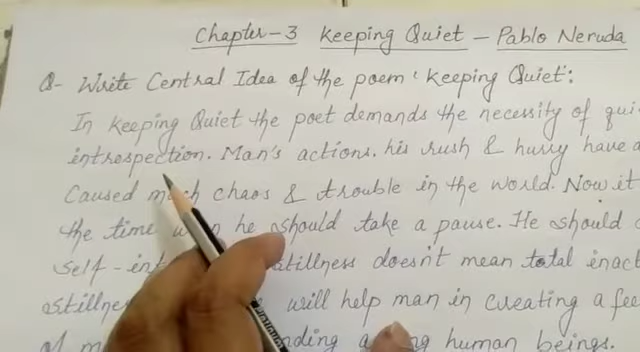 Chapter-3 Keeping Quiet - Pablo Neruda
Q- Write Central Idea of the poem 'Keeping Quiet':
In Keeping Quiet the poet demands the necessity of
introspection. Man's actions. his rush & hurry have
Caused much chaos & trouble in the world. Now it
the time he should take a pause. He should
self- stillness doesn't mean total
will help man in creating a
of human beings.